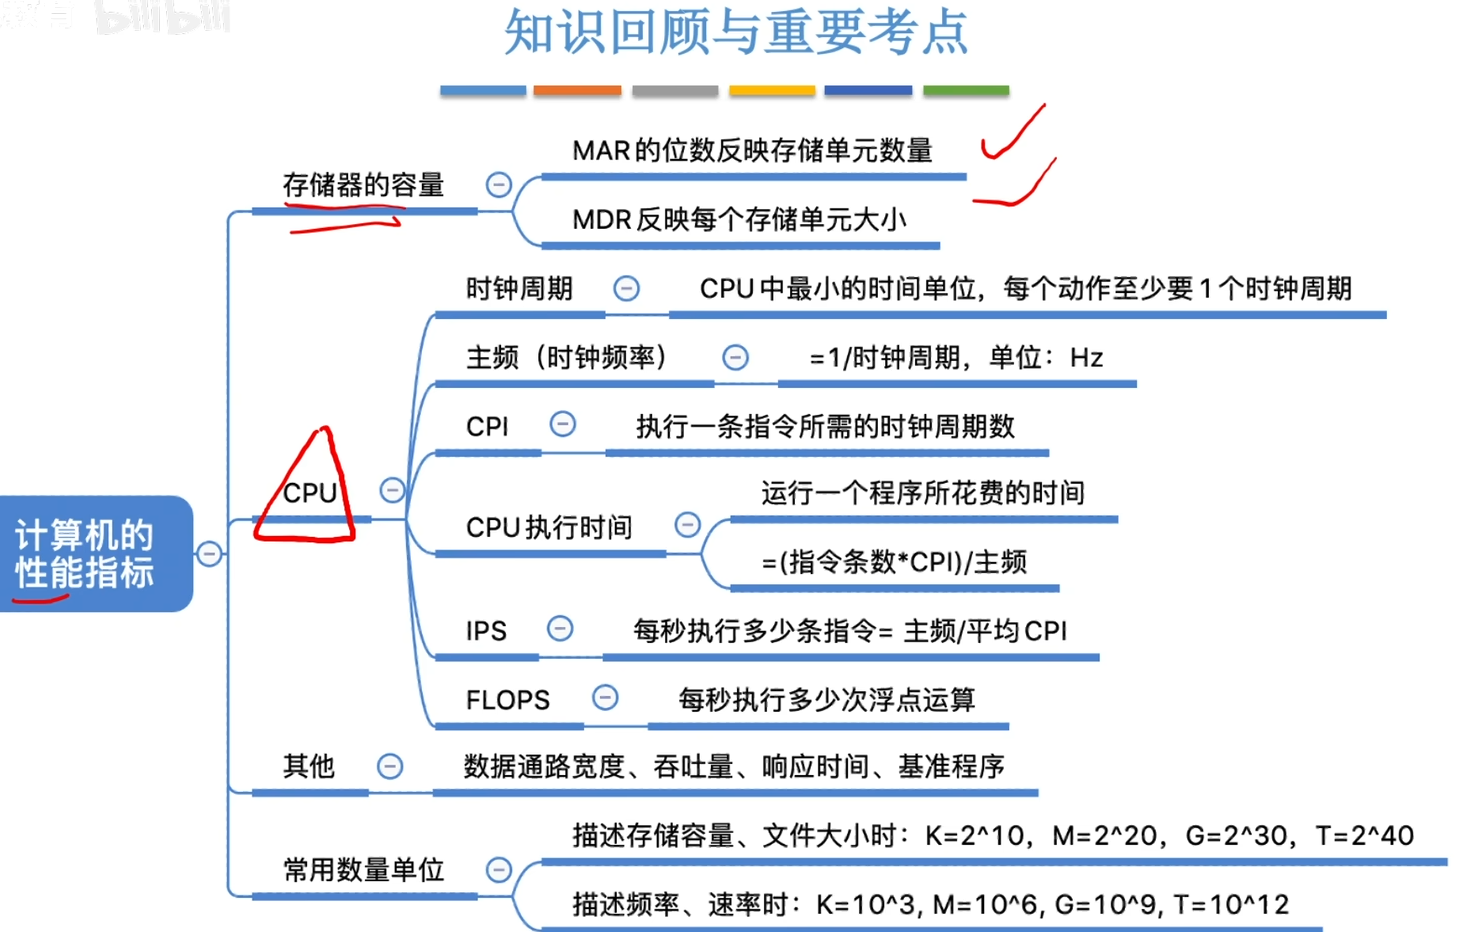 教育 bilibili
知识回顾与重要考点
MAR的位数反映存储单元数量
存储器的容量
MDR反映每个存储单元大小
时钟周期
CPU中最小的时间单位，每个动作至少要1个时钟周期
主频（时钟频率）
=1/时钟周期，单位：Hz
CPI
执行一条指令所需的时钟周期数
CPU
运行一个程序所花费的时间
CPU执行时间
=(指令条数*CPI)/主频
计算机的
性能指标
IPS
每秒执行多少条指令= 主频/平均CPI
FLOPS
每秒执行多少次浮点运算
其他
数据通路宽度、吞吐量、响应时间、基准程序
描述存储容量、文件大小时：K=2^10，M=2^20，G=2^30，T=2^40
常用数量单位
描述频率、速率时：K=10^3, M=10^6, G=10^9, T=10^12